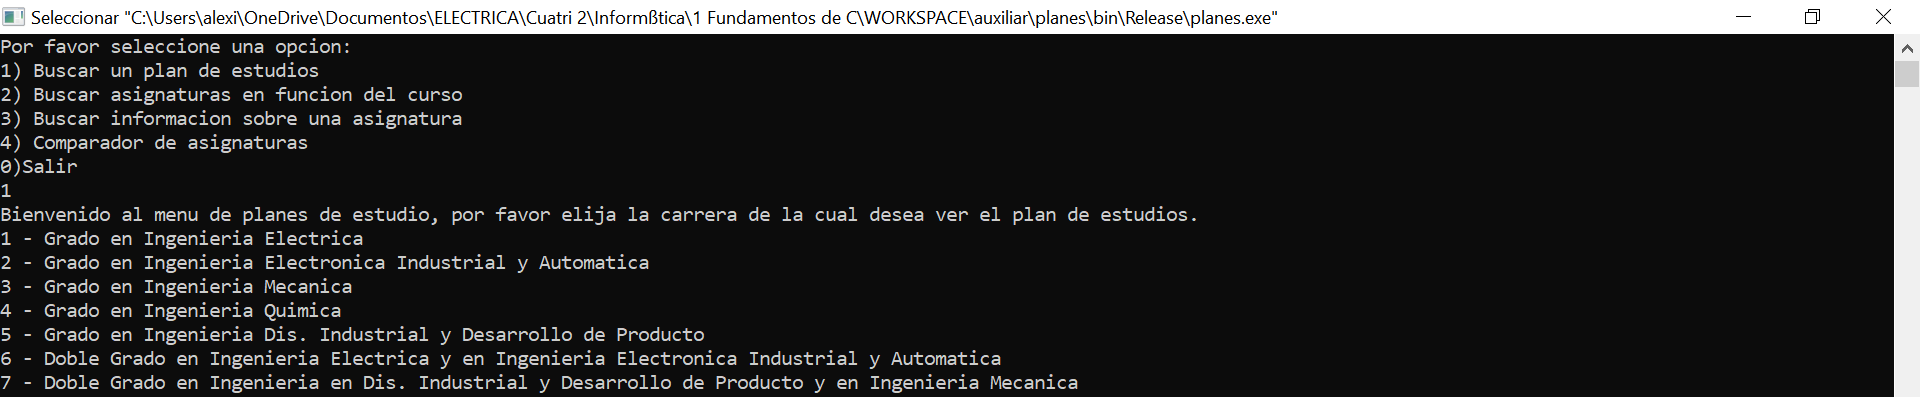 Seleccionar "C:\Users\alexi\OneDrive\Documentos\ELECTRICA\Cuatri 2\Informßtica\1 Fundamentos de C\WORKSPACE\auxiliar\planes\bin\Release\planes.exe"
Por favor seleccione una opcion:
1) Buscar un plan de estudios
2) Buscar asignaturas en funcion del curso
3) Buscar informacion sobre una asignatura
4) Comparador de asignaturas
0)Salir
1
Bienvenido al menu de planes de estudio, por favor elija la carrera de la cual desea ver el plan de estudios.
1 - Grado en Ingenieria Electrica
2 - Grado en Ingenieria Electronica Industrial y Automatica
3 - Grado en Ingenieria Mecanica
4 - Grado en Ingenieria Quimica
5 - Grado en Ingenieria Dis. Industrial y Desarrollo de Producto
6 - Doble Grado en Ingenieria Electrica y en Ingenieria Electronica Industrial y Automatica
7 - Doble Grado en Ingenieria en Dis. Industrial y Desarrollo de Producto y en Ingenieria Mecanica